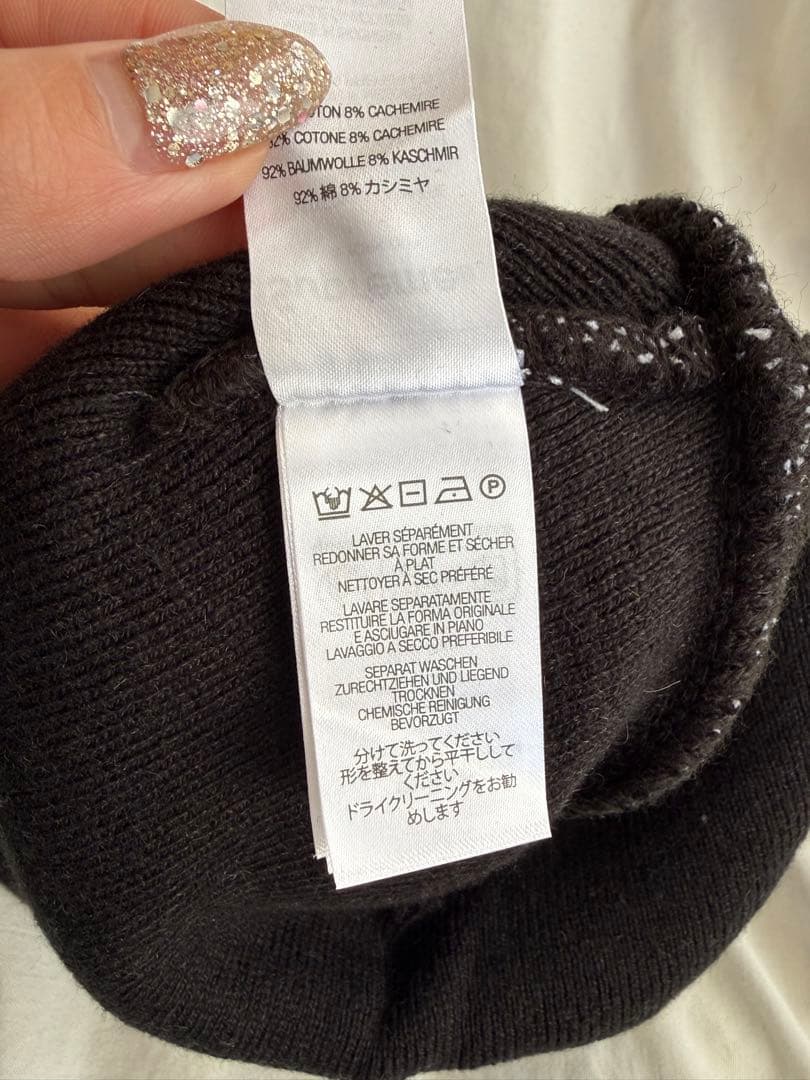 8% CACHEMIRE
COTONE 8% CACHEMIRE
92% BAUMWOLLE 8% KASCHMIR
92% 綿 8% カシミヤ
P
LAVER SÉPARÉMENT
REDONNER SA FORME ET SÉCHER
À PLAT
NETTOYER À SEC PRÉFÉRÉ
LAVARE SEPARATAMENTE
RESTITUIRE LA FORMA ORIGINALE
E ASCIUGARE IN PIANO
LAVAGGIO A SECCO PREFERIBILE
SEPARAT WASCHEN
ZURECHTZIEHEN UND LIEGEND
TROCKNEN
CHEMISCHE REINIGUNG
BEVORZUGT
分けて洗ってください
形を整えてから平干しして
ください
ドライクリーニングをお勧
めします